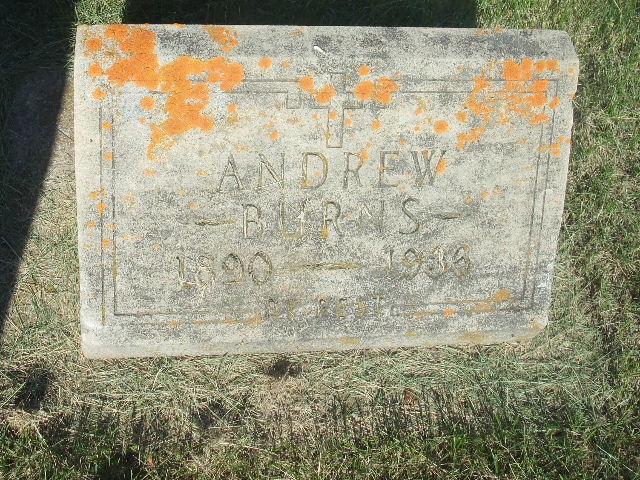 ANDREW
BURNS
1890 — 1936
AT REST